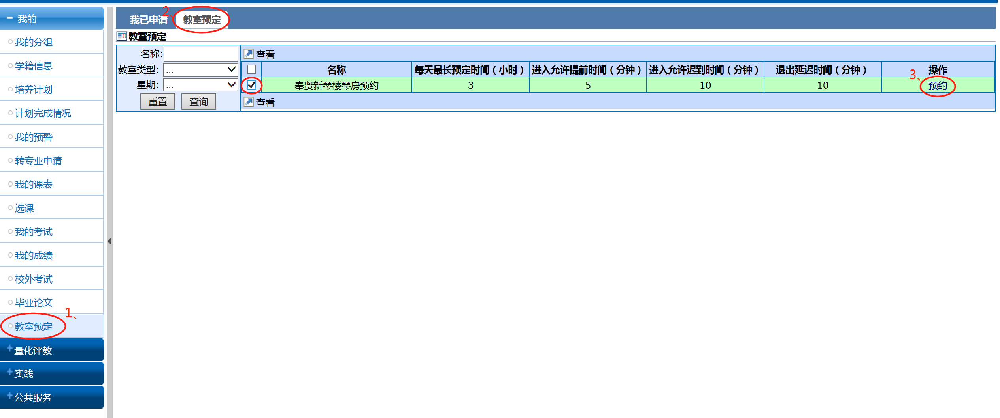 我的
我的分组
学籍信息
培养计划
计划完成情况
我的预警
转专业申请
我的课表
选课
我的考试
我的成绩
校外考试
毕业论文
1、
教室预定
量化评教
实践
公共服务
我已申请 2、 教室预定
教室预定
名称:
教室类型: ...
星期: ...
重置 查询
查看
名称 每天最长预定时间（小时） 进入允许提前时间（分钟） 进入允许迟到时间（分钟） 退出延迟时间（分钟） 操作
奉贤新琴楼琴房预约 3 5 10 10 3、 预约
查看